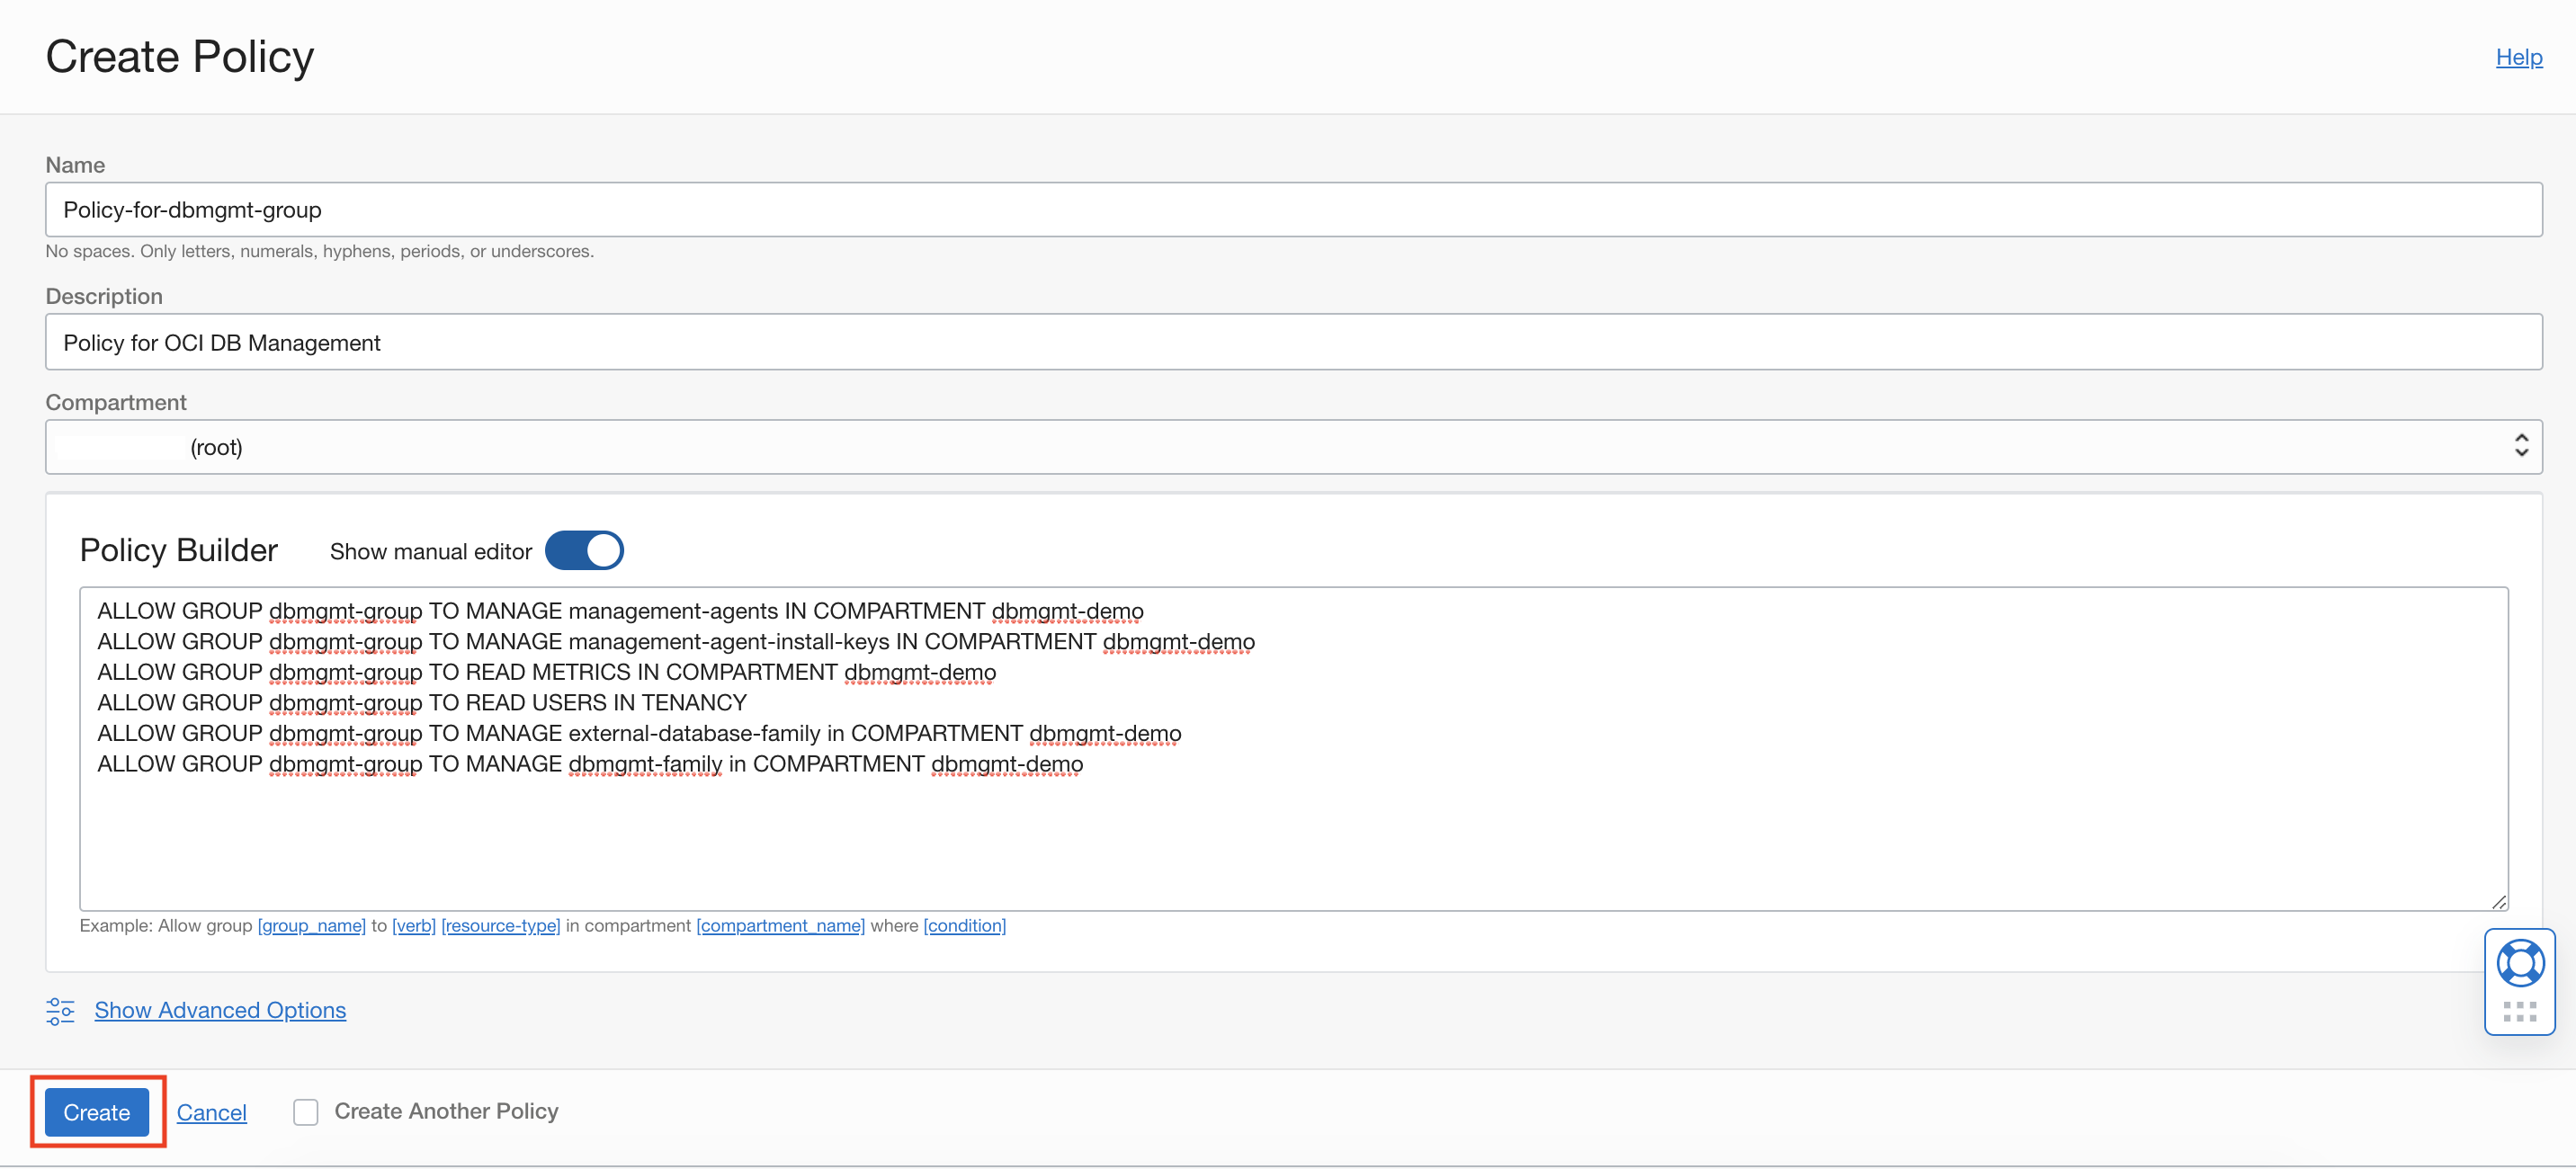 Create Policy
Help
Name
Policy-for-dbmgmt-group
No spaces. Only letters, numerals, hyphens, periods, or underscores.
Description
Policy for OCI DB Management
Compartment
(root)
Policy Builder Show manual editor
ALLOW GROUP dbmgmt-group TO MANAGE management-agents IN COMPARTMENT dbmgmt-demo
ALLOW GROUP dbmgmt-group TO MANAGE management-agent-install-keys IN COMPARTMENT dbmgmt-demo
ALLOW GROUP dbmgmt-group TO READ METRICS IN COMPARTMENT dbmgmt-demo
ALLOW GROUP dbmgmt-group TO READ USERS IN TENANCY
ALLOW GROUP dbmgmt-group TO MANAGE external-database-family in COMPARTMENT dbmgmt-demo
ALLOW GROUP dbmgmt-group TO MANAGE dbmgmt-family in COMPARTMENT dbmgmt-demo
Example: Allow group [group_name] to [verb] [resource-type] in compartment [compartment_name] where [condition]
Show Advanced Options
Create Cancel Create Another Policy